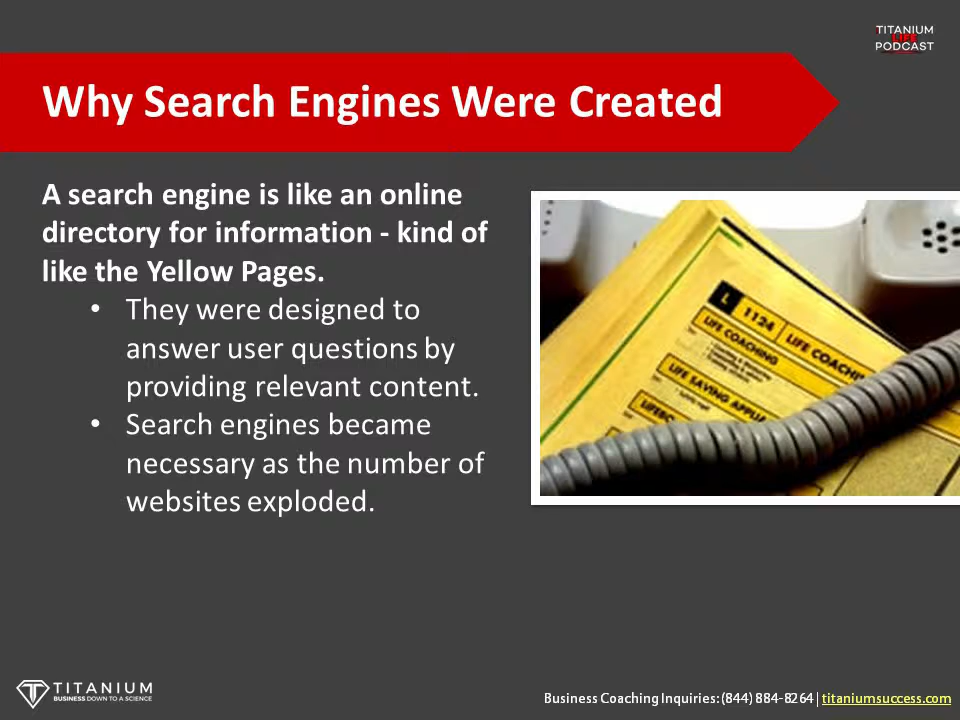 TITANIUM
LIFE
PODCAST
Why Search Engines Were Created
A search engine is like an online
directory for information - kind of
like the Yellow Pages.
• They were designed to
answer user questions by
providing relevant content.
• Search engines became
necessary as the number of
websites exploded.
L 1124 LIFE COACHIN
LIFE COACHING
LIFE SAVING APPLIA
LIFEBO
TITANIUM
BUSINESS DOWN TO A SCIENCE
Business Coaching Inquiries: (844) 884-8264 | titaniumsuccess.com